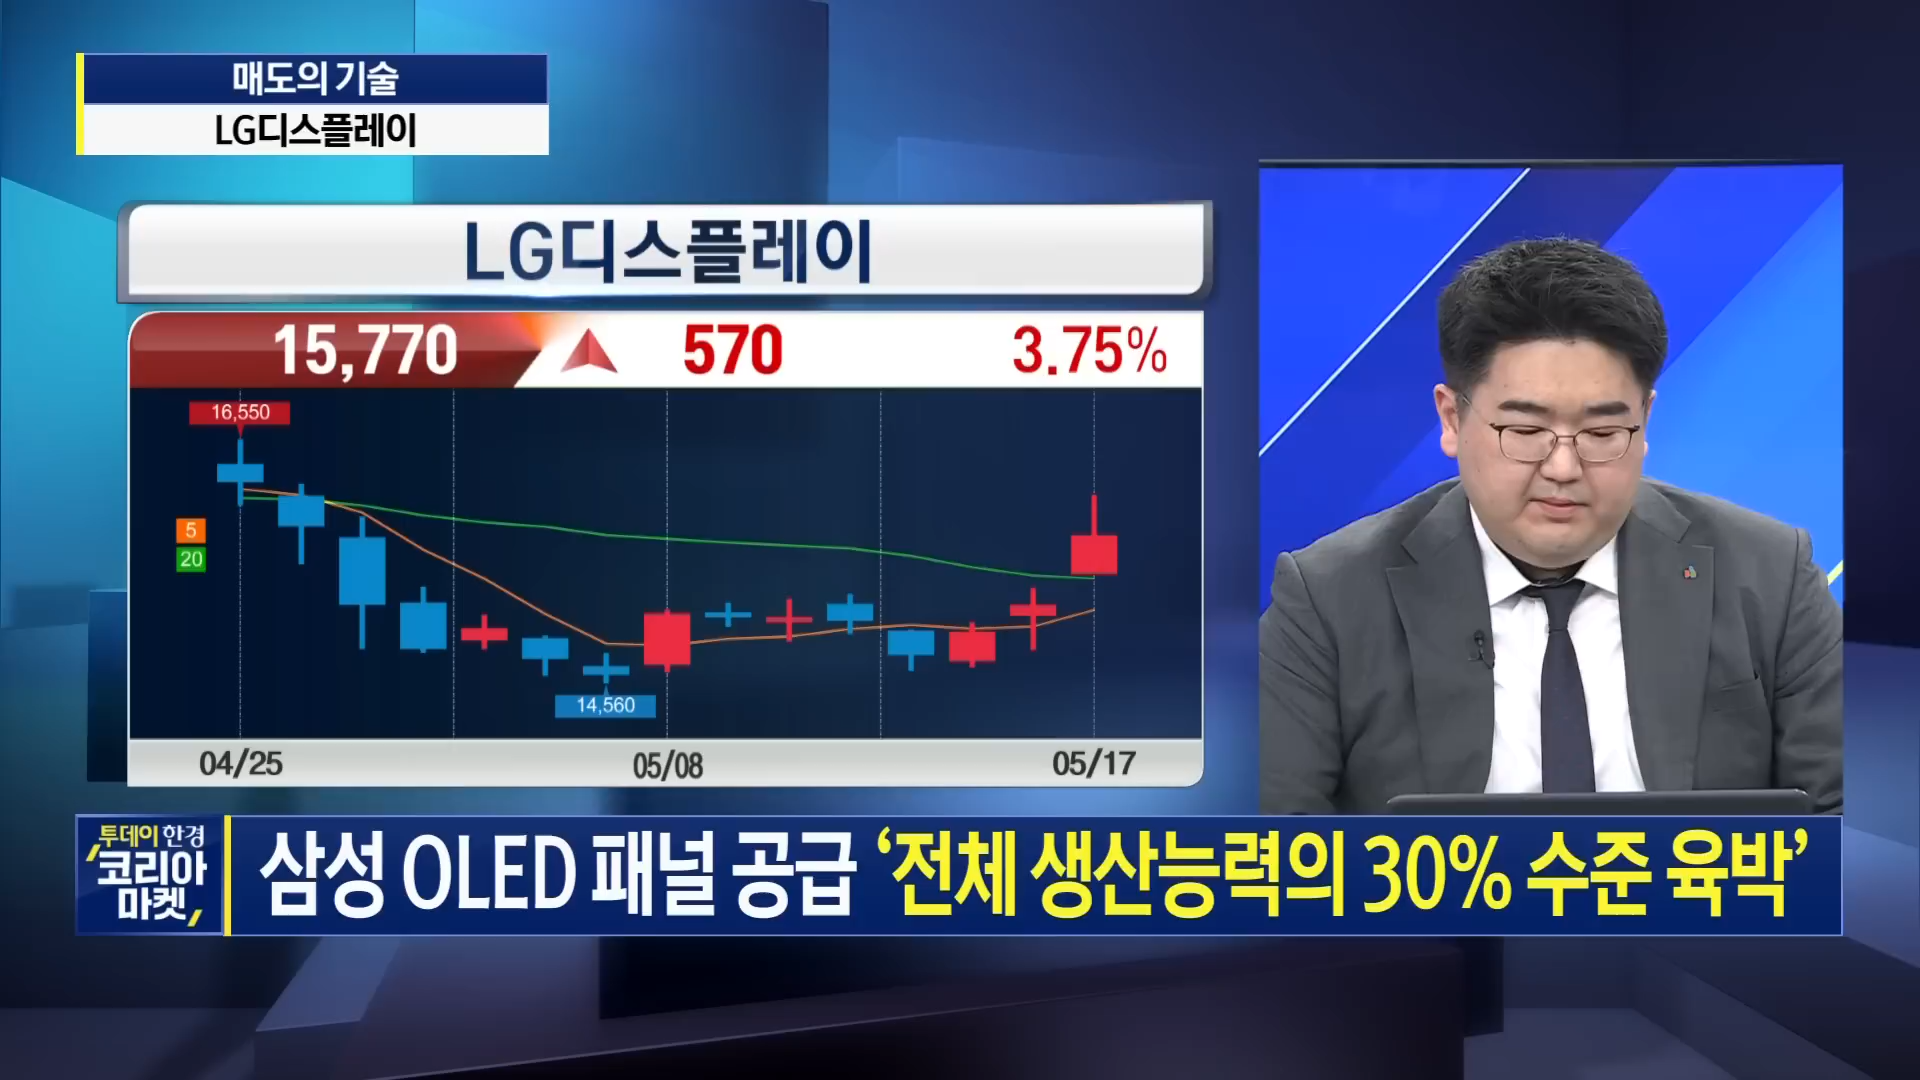 매도의 기술
LG디스플레이
LG디스플레이
15,770 570 3.75%
16,550
5
20
14,560
04/25 05/08 05/17
투데이 한경
코리아
마켓
삼성 OLED 패널 공급 ‘전체 생산능력의 30% 수준 육박’